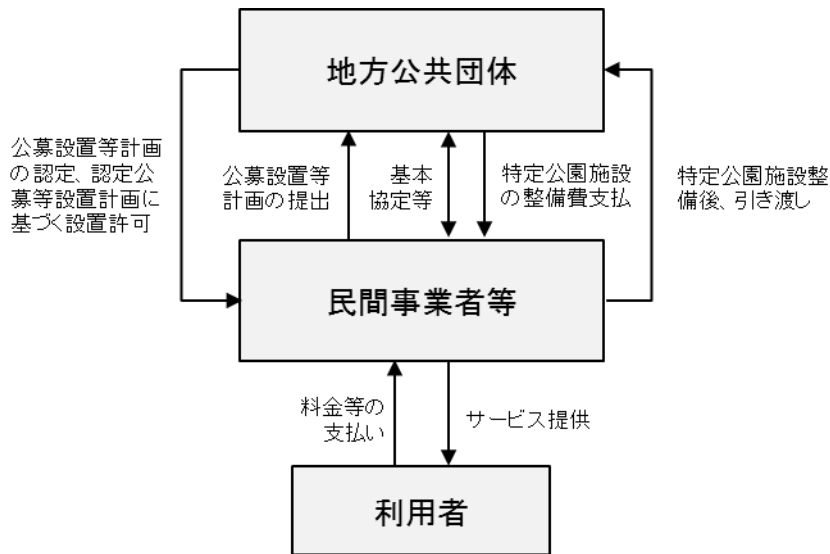 地方公共団体
公募設置等計画
の認定、認定公
募等設置計画に
基づく設置許可
公募設置等
計画の提出
基本
協定等
特定公園施設
の整備費支払
特定公園施設整
備後、引き渡し
民間事業者等
料金等の
支払い
サービス提供
利用者